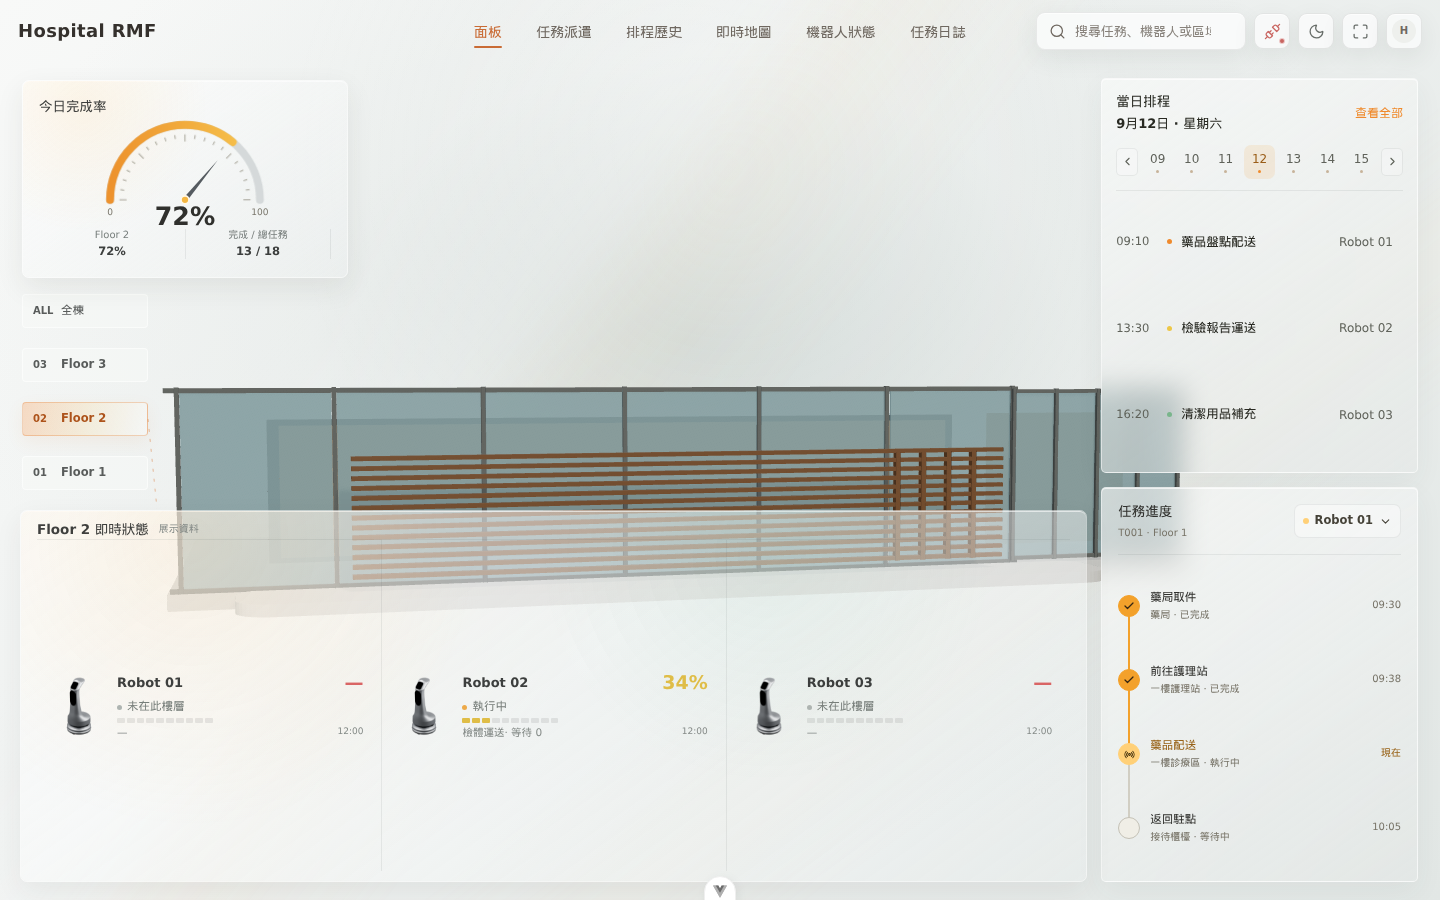 Hospital RMF
面板
任務派遣
排程歷史
即時地圖
機器人狀態
任務日誌
搜尋任務、機器人或區
H
今日完成率
0
72%
100
Floor 2
72%
完成 / 總任務
13 / 18
ALL 全棟
03 Floor 3
02 Floor 2
01 Floor 1
當日排程
9月12日・星期六
查看全部
09 10 11 12 13 14 15
09:10 藥品盤點配送 Robot 01
13:30 檢驗報告運送 Robot 02
16:20 清潔用品補充 Robot 03
Floor 2 即時狀態 展示資料
Robot 01 —
未在此樓層
— 12:00
Robot 02 34%
執行中
檢體運送· 等待 0 12:00
Robot 03 —
未在此樓層
— 12:00
任務進度
T001 · Floor 1
Robot 01
藥局取件
藥局 · 已完成
09:30
前往護理站
一樓護理站 · 已完成
09:38
藥品配送
一樓診療區 · 執行中
現在
返回駐點
接待櫃檯 · 等待中
10:05